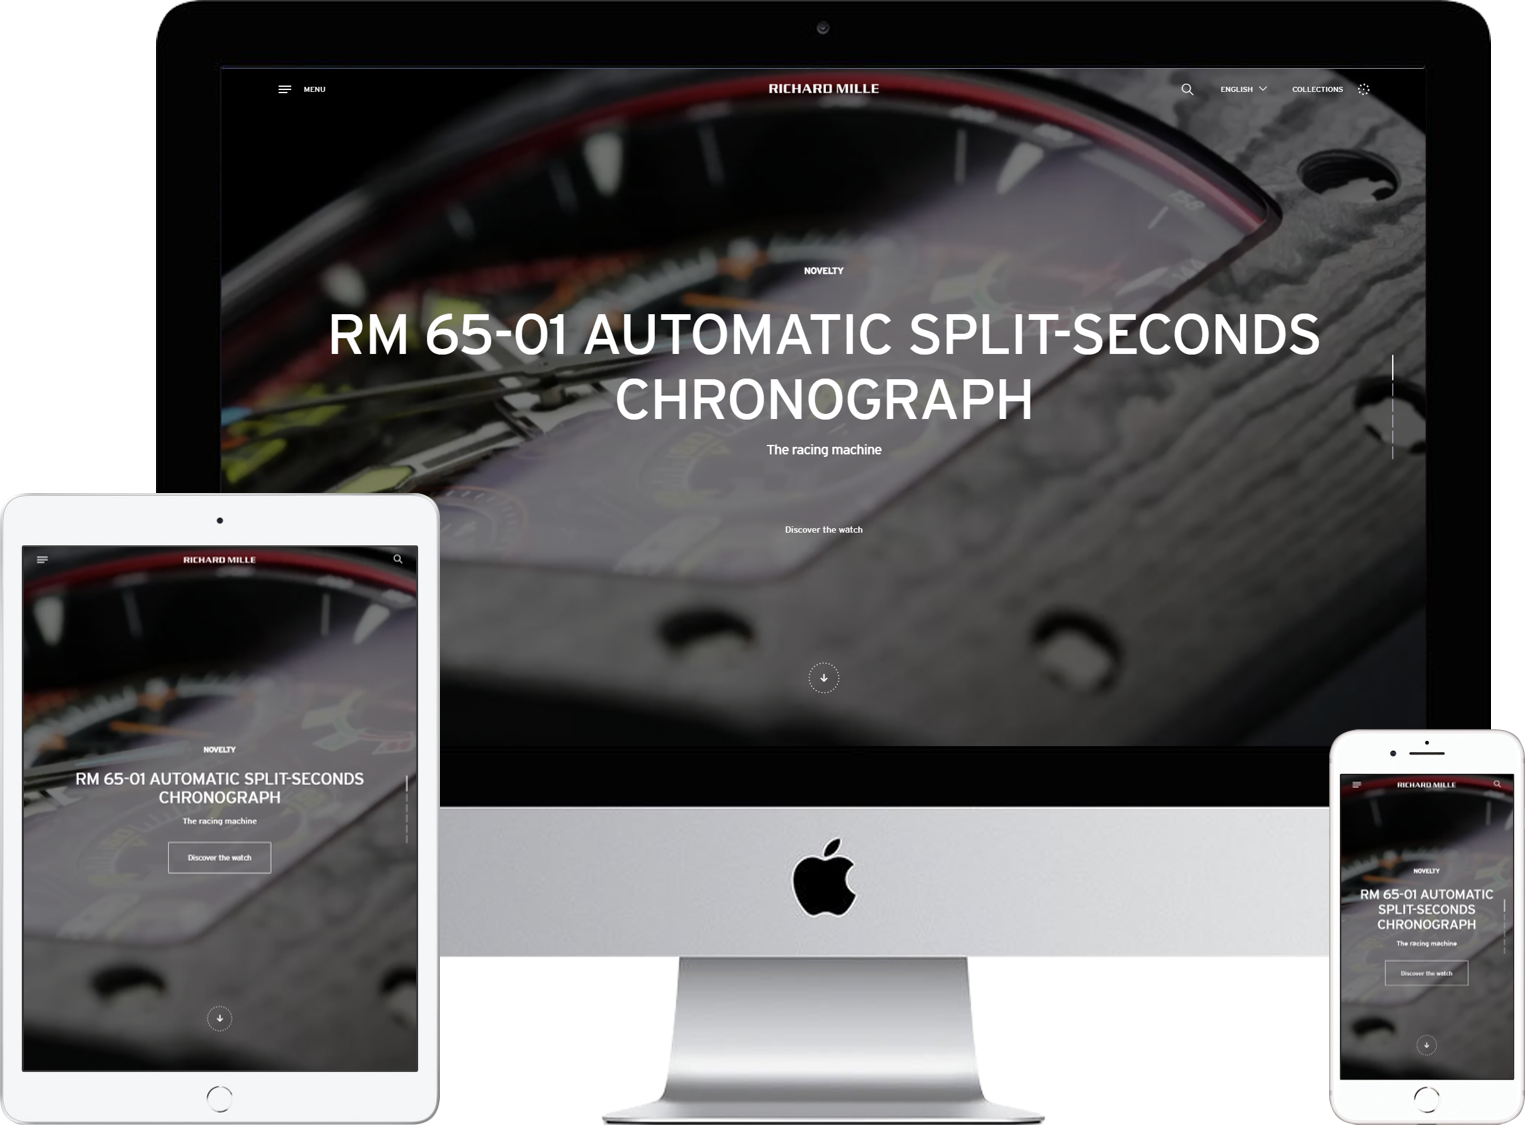 MENU
RICHARD MILLE
ENGLISH
COLLECTIONS
NOVELTY
RM 65-01 AUTOMATIC SPLIT-SECONDS
CHRONOGRAPH
The racing machine
Discover the watch
RICHARD MILLE
NOVELTY
RM 65-01 AUTOMATIC SPLIT-SECONDS
CHRONOGRAPH
The racing machine
Discover the watch
RICHARD MILLE
NOVELTY
RM 65-01 AUTOMATIC
SPLIT-SECONDS
CHRONOGRAPH
The racing machine
Discover the watch